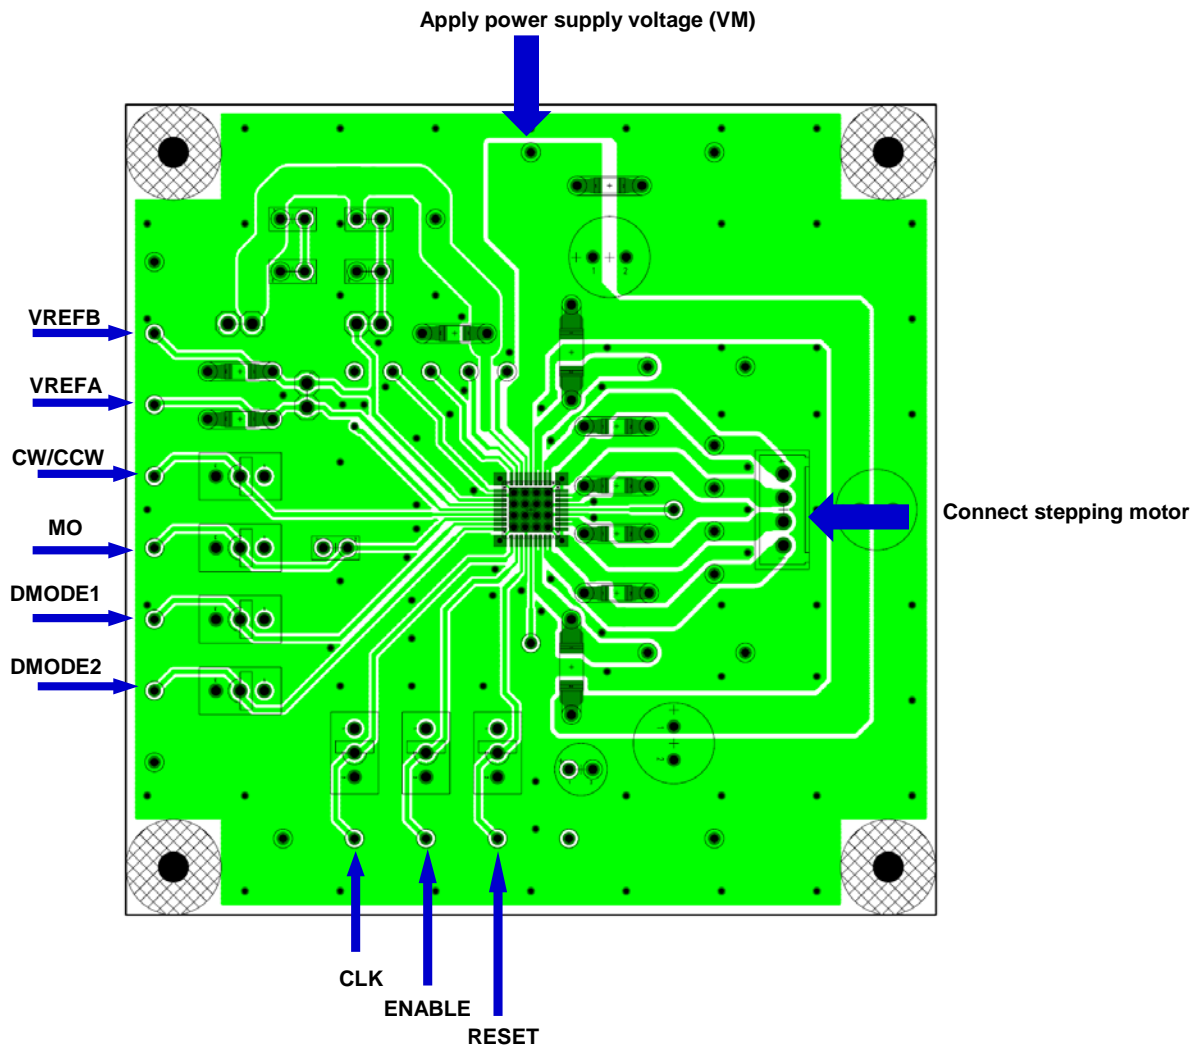 Apply power supply voltage (VM)
VREFB
VREFA
CW/CCW
MO
Connect stepping motor
DMODE1
DMODE2
CLK
ENABLE
RESET